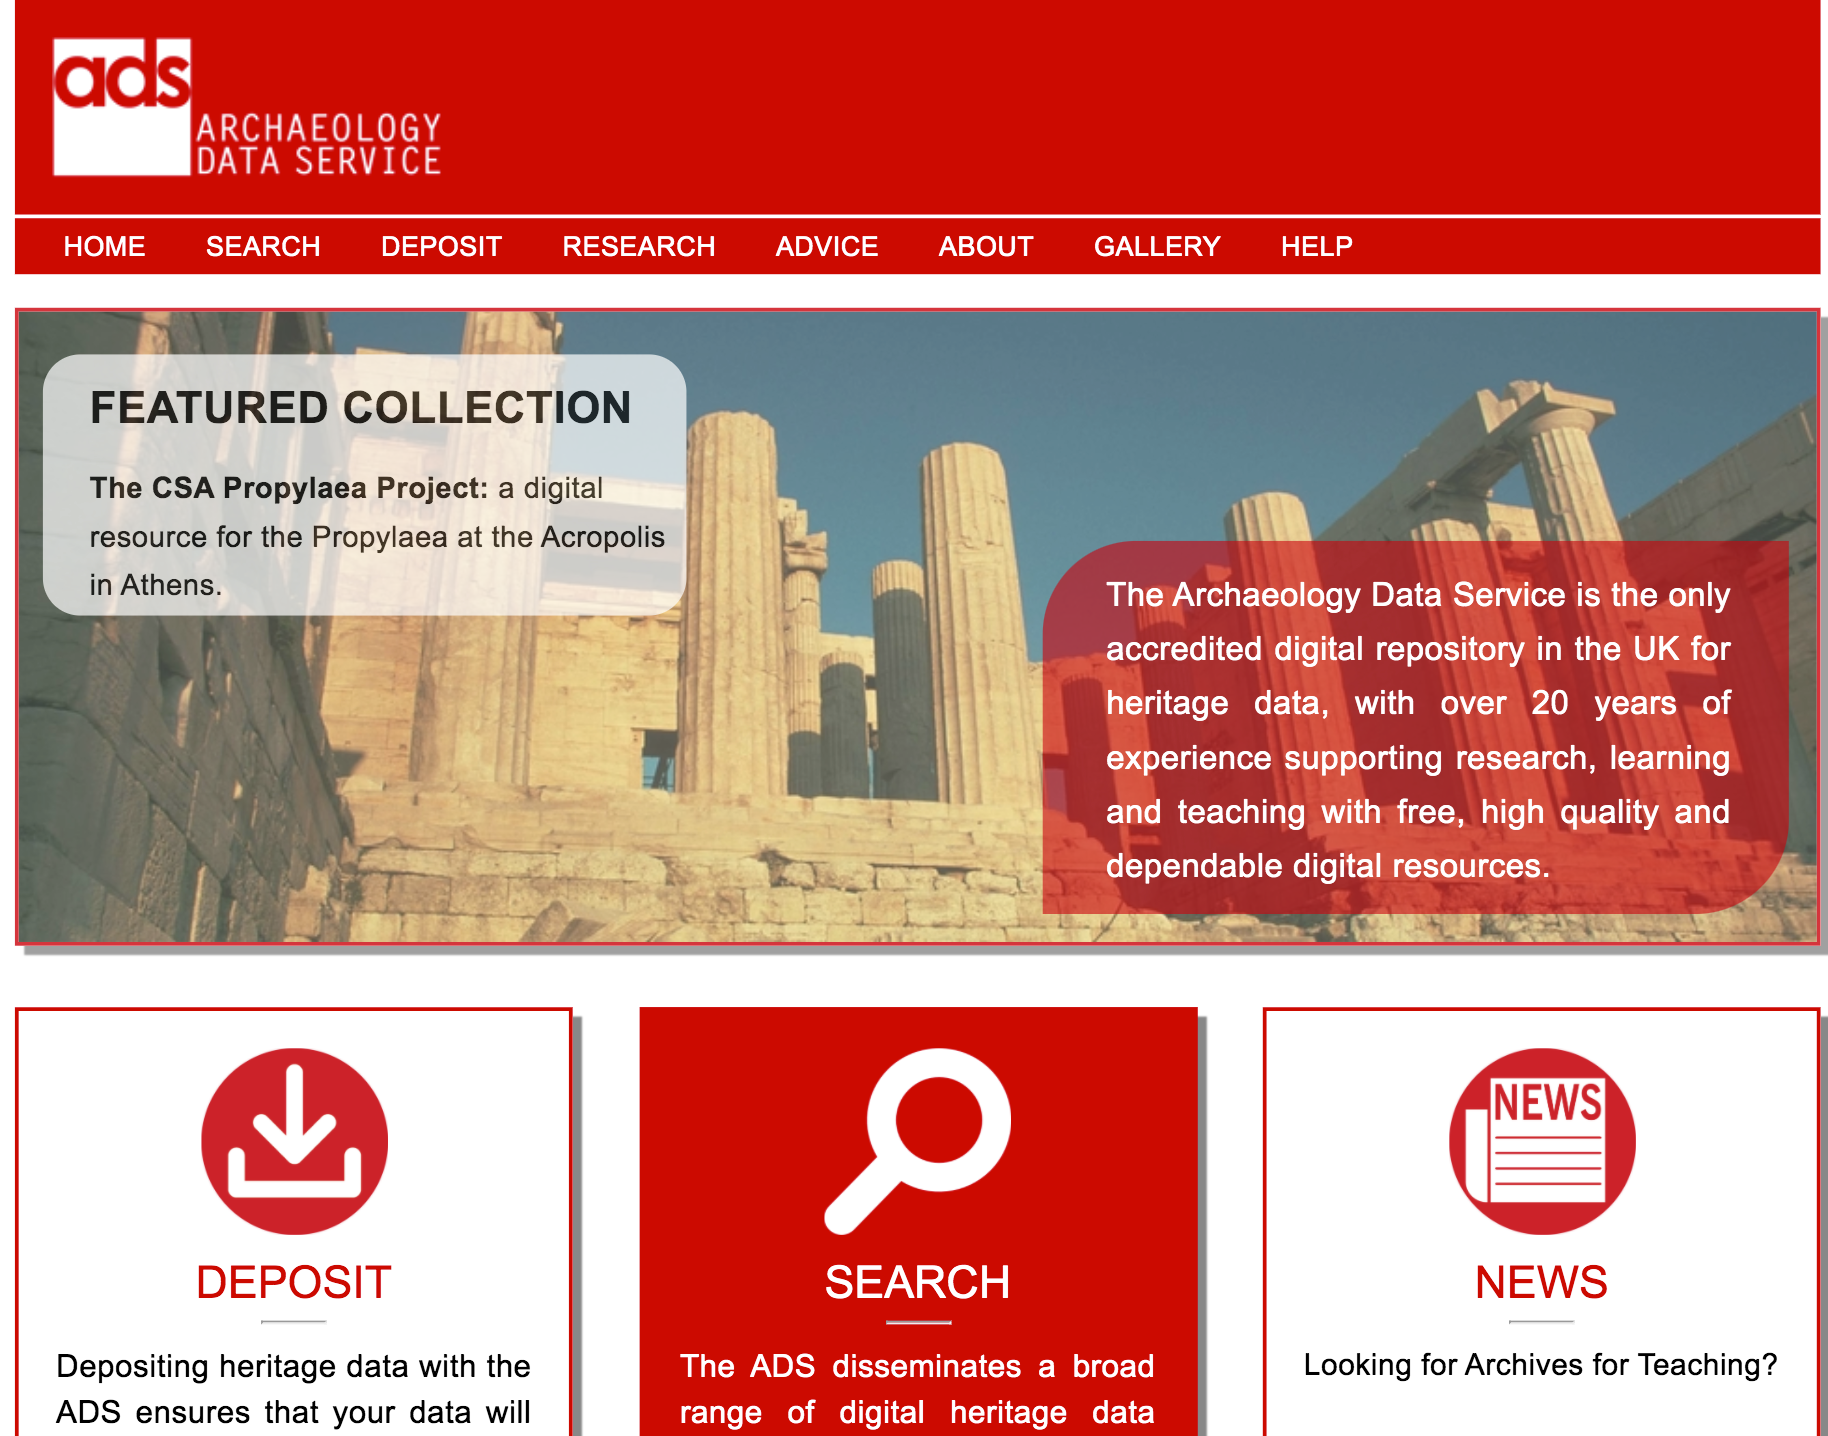 ads
ARCHAEOLOGY
DATA SERVICE
HOME SEARCH DEPOSIT RESEARCH ADVICE ABOUT GALLERY HELP
FEATURED COLLECTION
The CSA Propylaea Project: a digital
resource for the Propylaea at the Acropolis
in Athens.
The Archaeology Data Service is the only
accredited digital repository in the UK for
heritage data, with over 20 years of
experience supporting research, learning
and teaching with free, high quality and
dependable digital resources.
DEPOSIT
Depositing heritage data with the
ADS ensures that your data will
SEARCH
The ADS disseminates a broad
range of digital heritage data
NEWS
NEWS
Looking for Archives for Teaching?